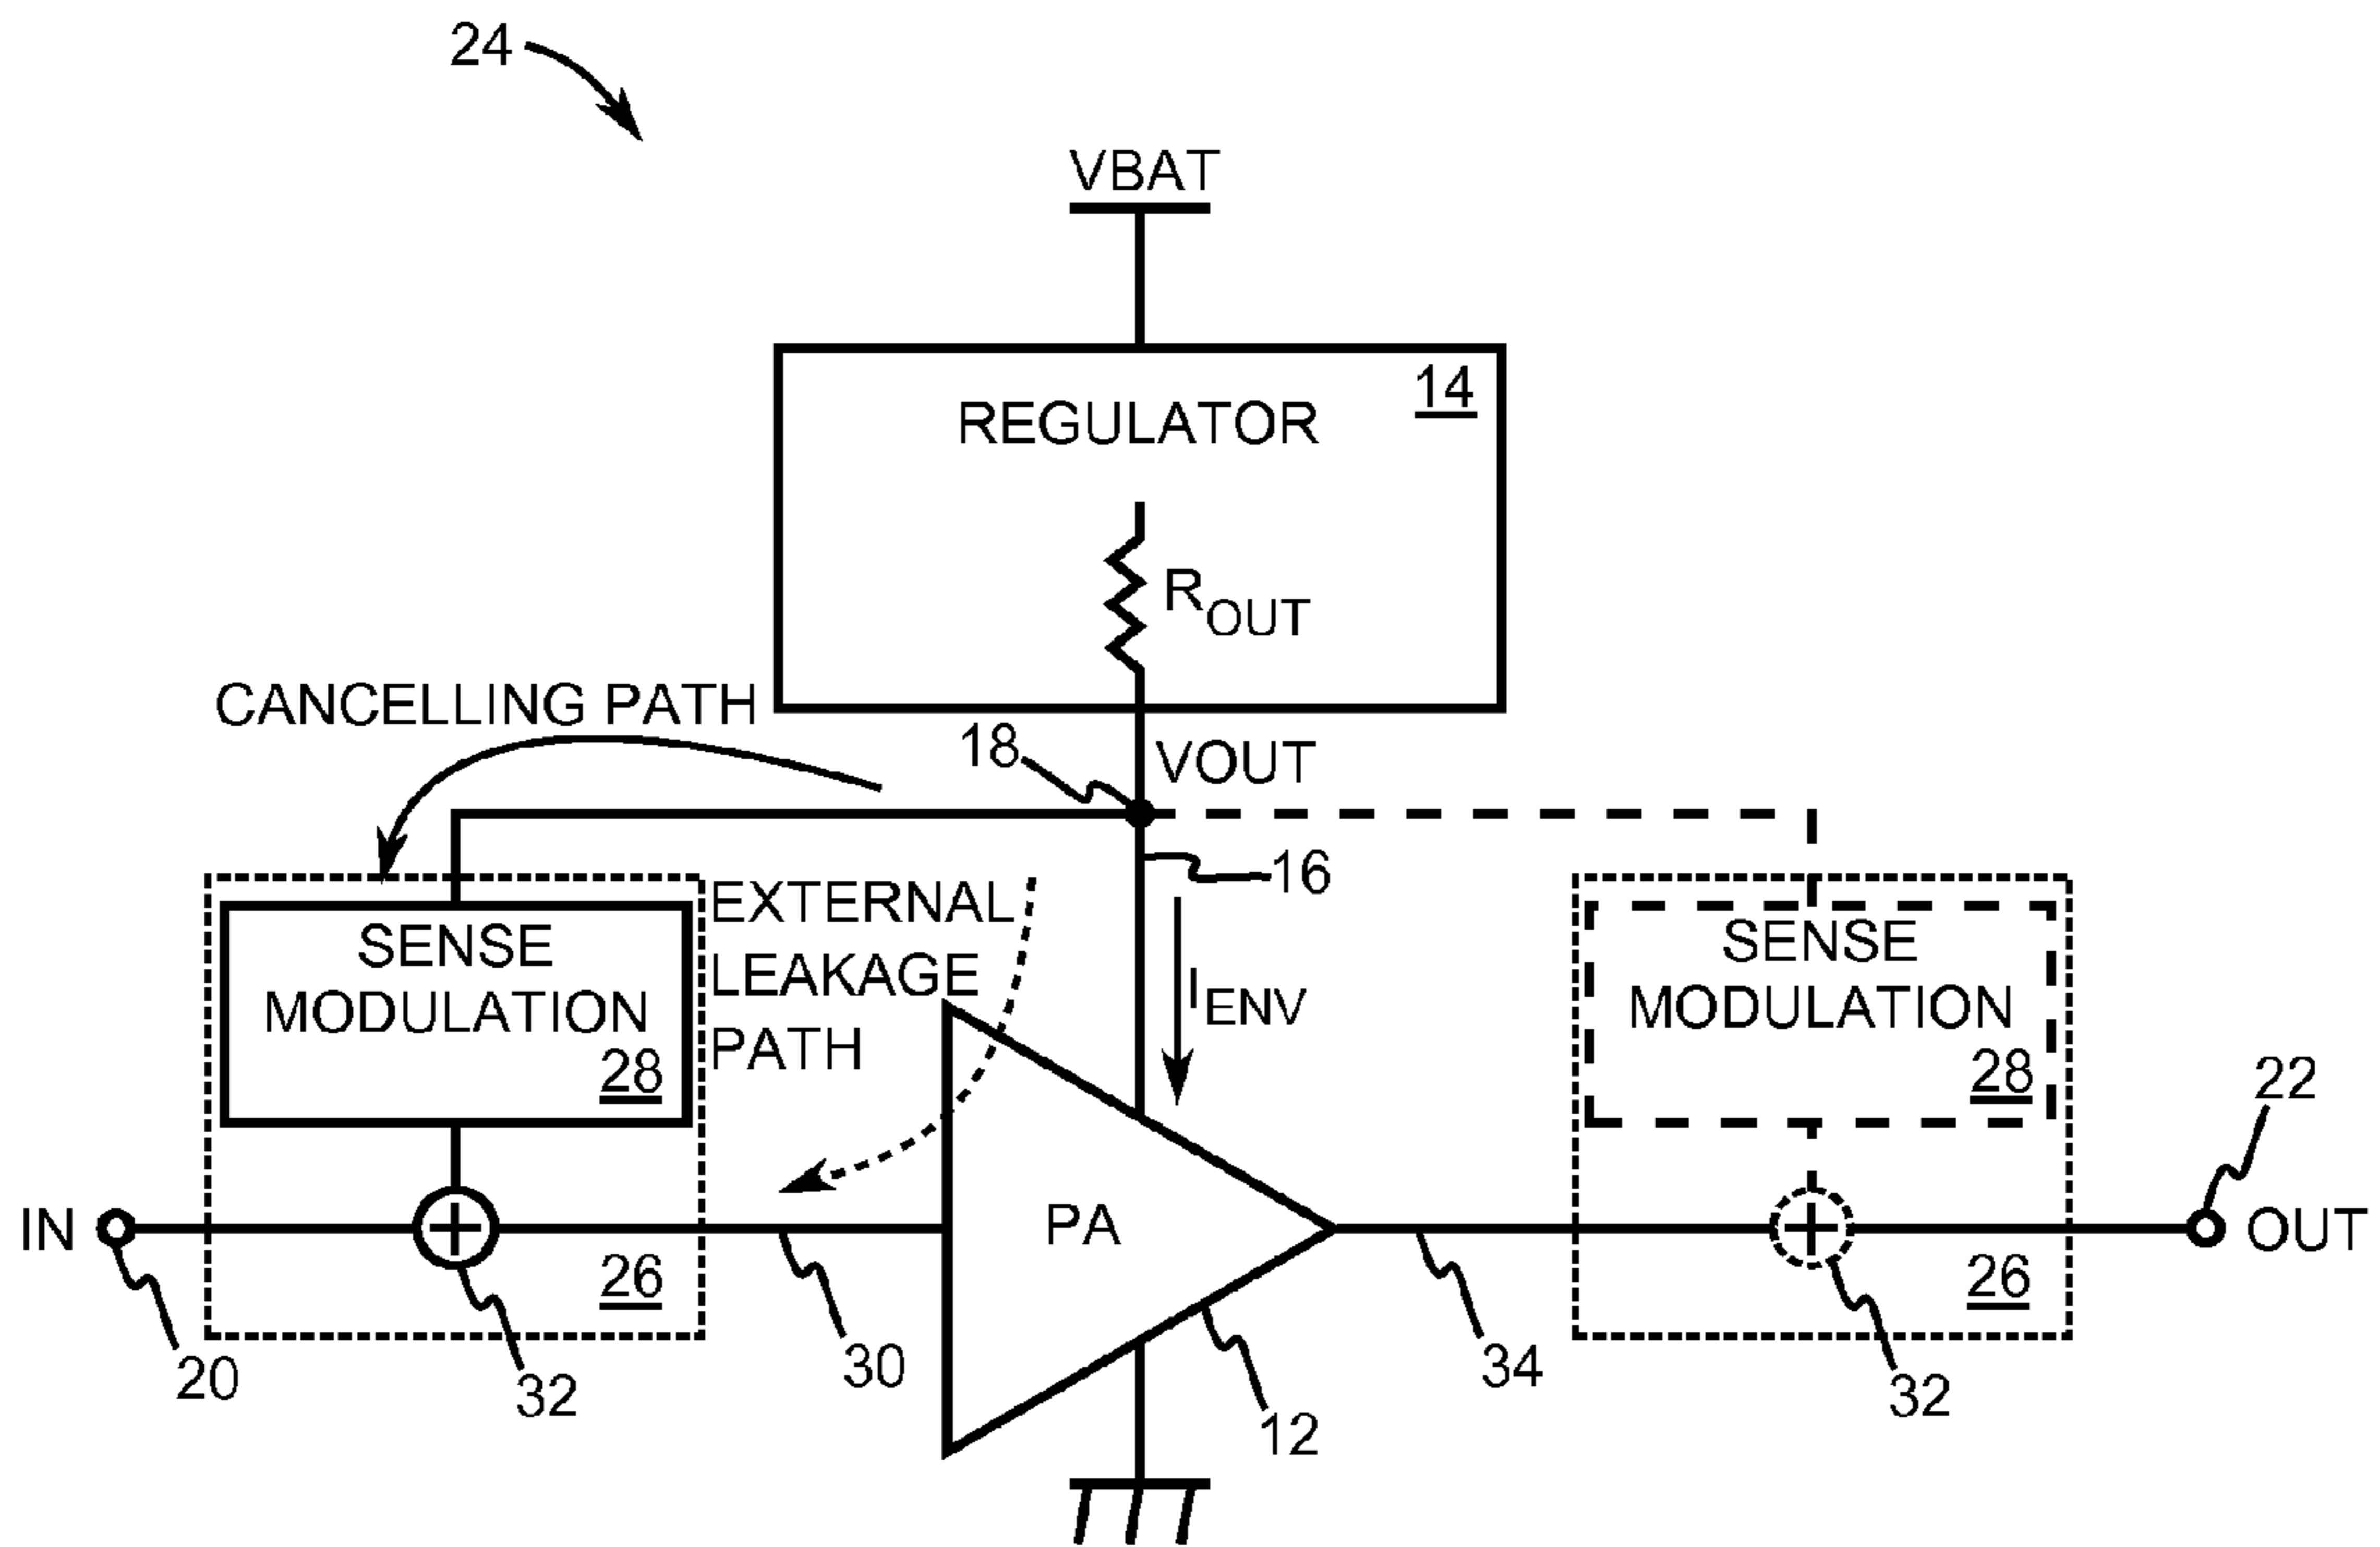 24
VBAT
14
REGULATOR
ROUT
CANCELLING PATH
18
VOUT
16
EXTERNAL
LEAKAGE
PATH
SENSE
MODULATION
28
IENV
SENSE
MODULATION
28
22
IN
PA
OUT
26
26
20
32
30
12
34
32